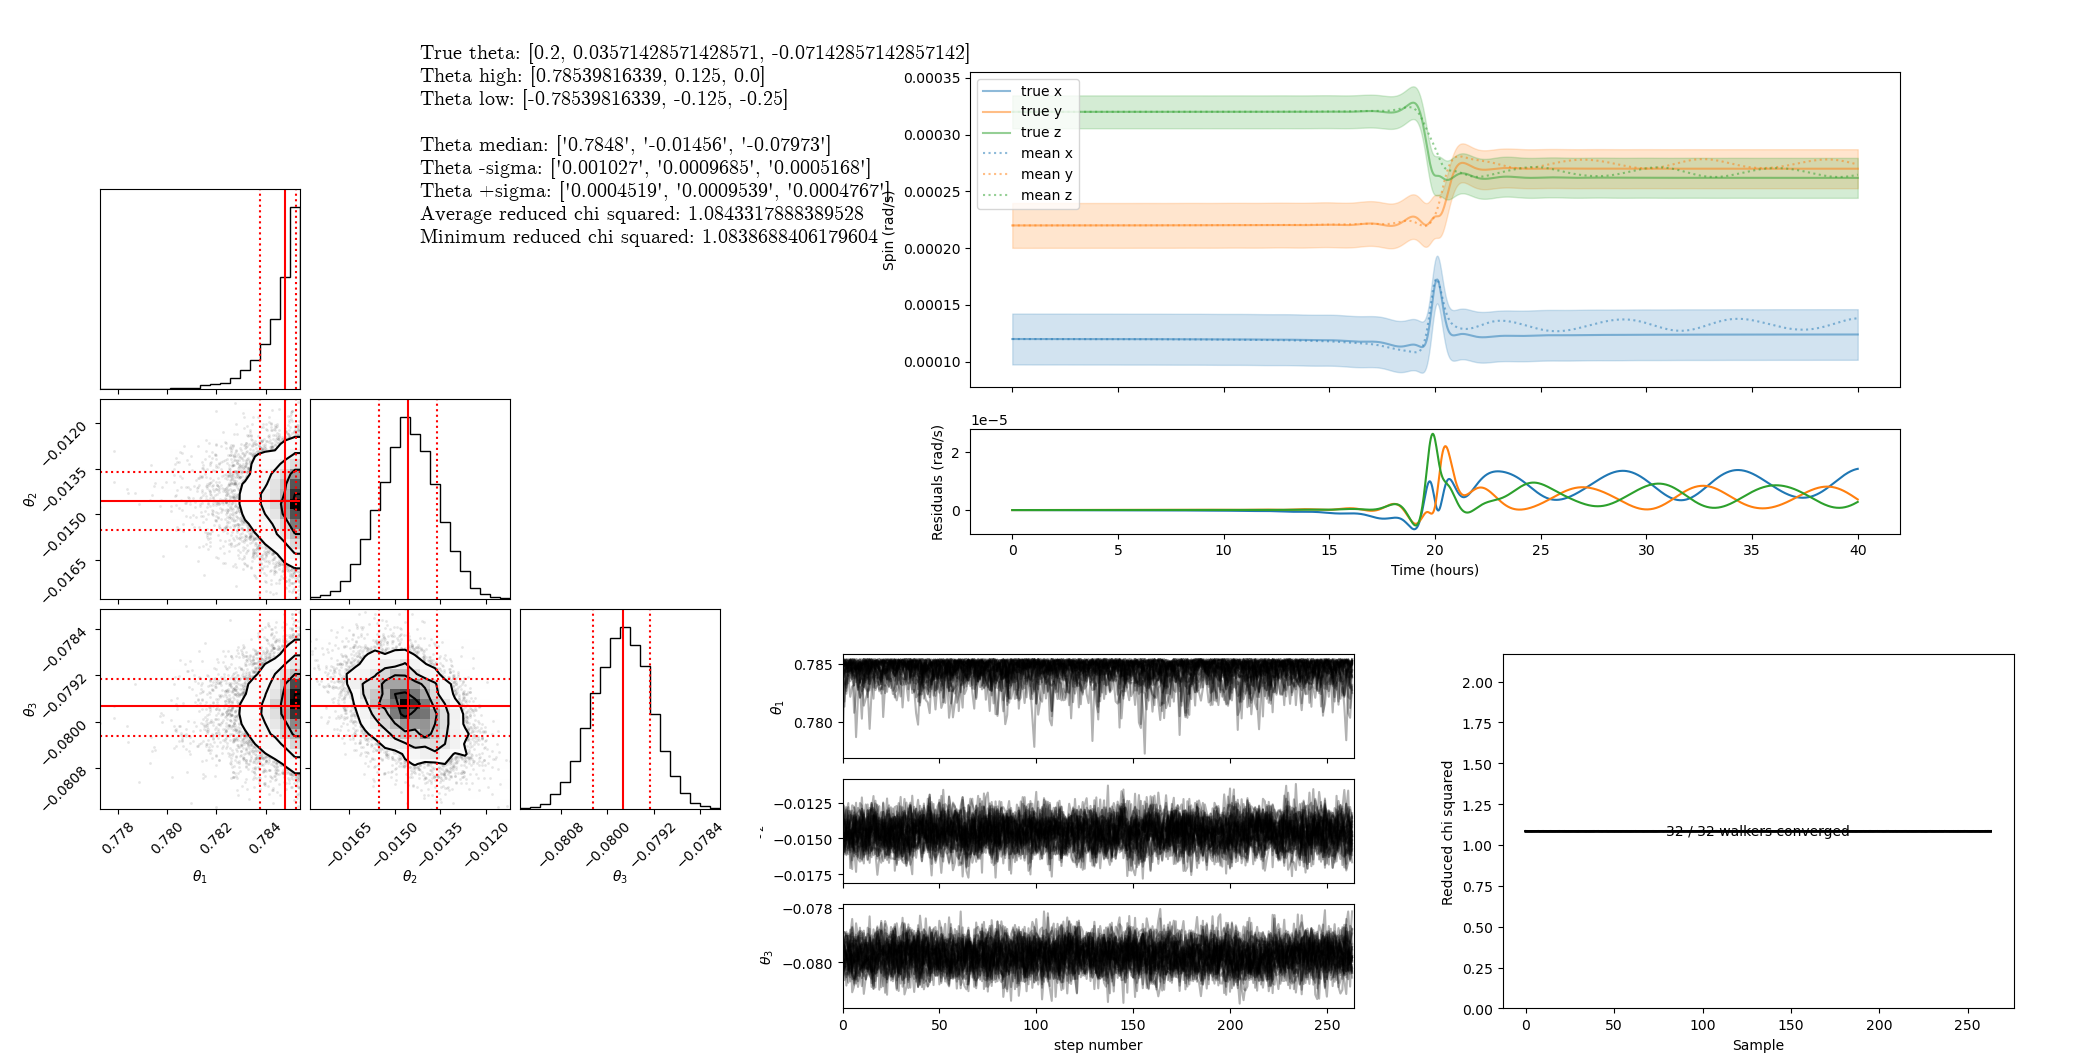 True theta: [0.2, 0.03571428571428571, -0.07142857142857142]
Theta high: [0.78539816339, 0.125, 0.0]
Theta low: [-0.78539816339, -0.125, -0.25]
Theta median: ['0.7848', '-0.01456', '-0.07973']
Theta -sigma: ['0.001027', '0.0009685', '0.0005168']
Theta +sigma: ['0.0004519', '0.0009539', '0.0004767']
Average reduced chi squared: 1.0843317888389528
Minimum reduced chi squared: 1.0838688406179604
−0.0120
−0.0135
−0.0150
−0.0165
θ2
−0.0784
−0.0792
−0.0800
−0.0808
θ3
0.778
0.780
0.782
0.784
θ1
−0.0165
−0.0150
−0.0135
−0.0120
θ2
−0.0808
−0.0800
−0.0792
−0.0784
θ3
0.00035
0.00030
0.00025
0.00020
0.00015
0.00010
Spin (rad/s)
true x
true y
true z
mean x
mean y
mean z
1e−5
2
0
Residuals (rad/s)
0
5
10
15
20
25
30
35
40
Time (hours)
0.785
0.780
θ1
−0.0125
−0.0150
−0.0175
−0.078
−0.080
θ3
0
50
100
150
200
250
step number
2.00
1.75
1.50
1.25
1.00
0.75
0.50
0.25
0.00
Reduced chi squared
32 / 32 walkers converged
0
50
100
150
200
250
Sample